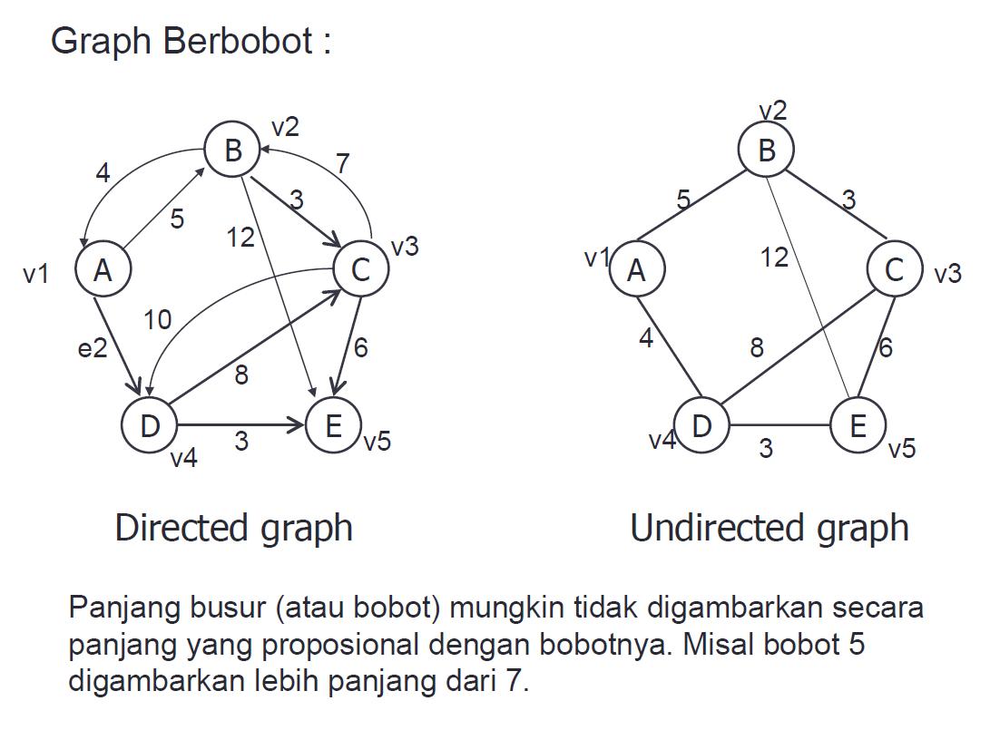 Graph Berbobot :
v2
B
4
7
3
5
12
v3
v1
A
C
10
e2
6
8
D
E
3
v5
v4
v2
B
5
3
v1
12
A
C
v3
4
8
6
D
E
v4
3
v5
Directed graph
Undirected graph
Panjang busur (atau bobot) mungkin tidak digambarkan secara
panjang yang proposional dengan bobotnya. Misal bobot 5
digambarkan lebih panjang dari 7.